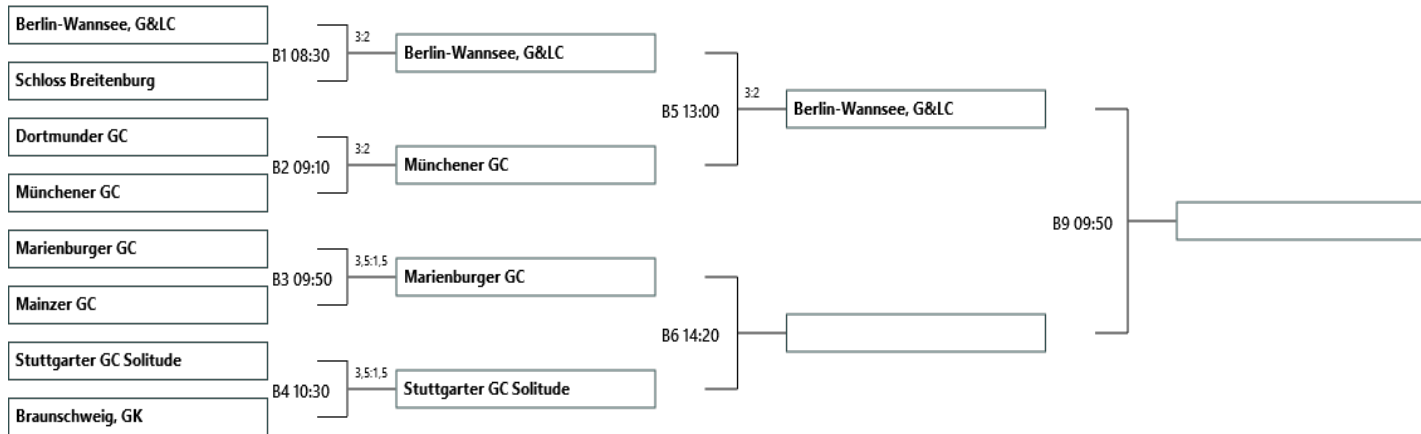 Berlin-Wannsee, G&LC
B1 08:30
3:2
Schloss Breitenburg
Berlin-Wannsee, G&LC
Dortmunder GC
B2 09:10
3:2
Münchener GC
Münchener GC
B5 13:00
3:2
Berlin-Wannsee, G&LC
Marienburger GC
B3 09:50
3,5:1,5
Mainzer GC
Marienburger GC
Stuttgarter GC Solitude
B4 10:30
3,5:1,5
Braunschweig, GK
Stuttgarter GC Solitude
B6 14:20
B9 09:50